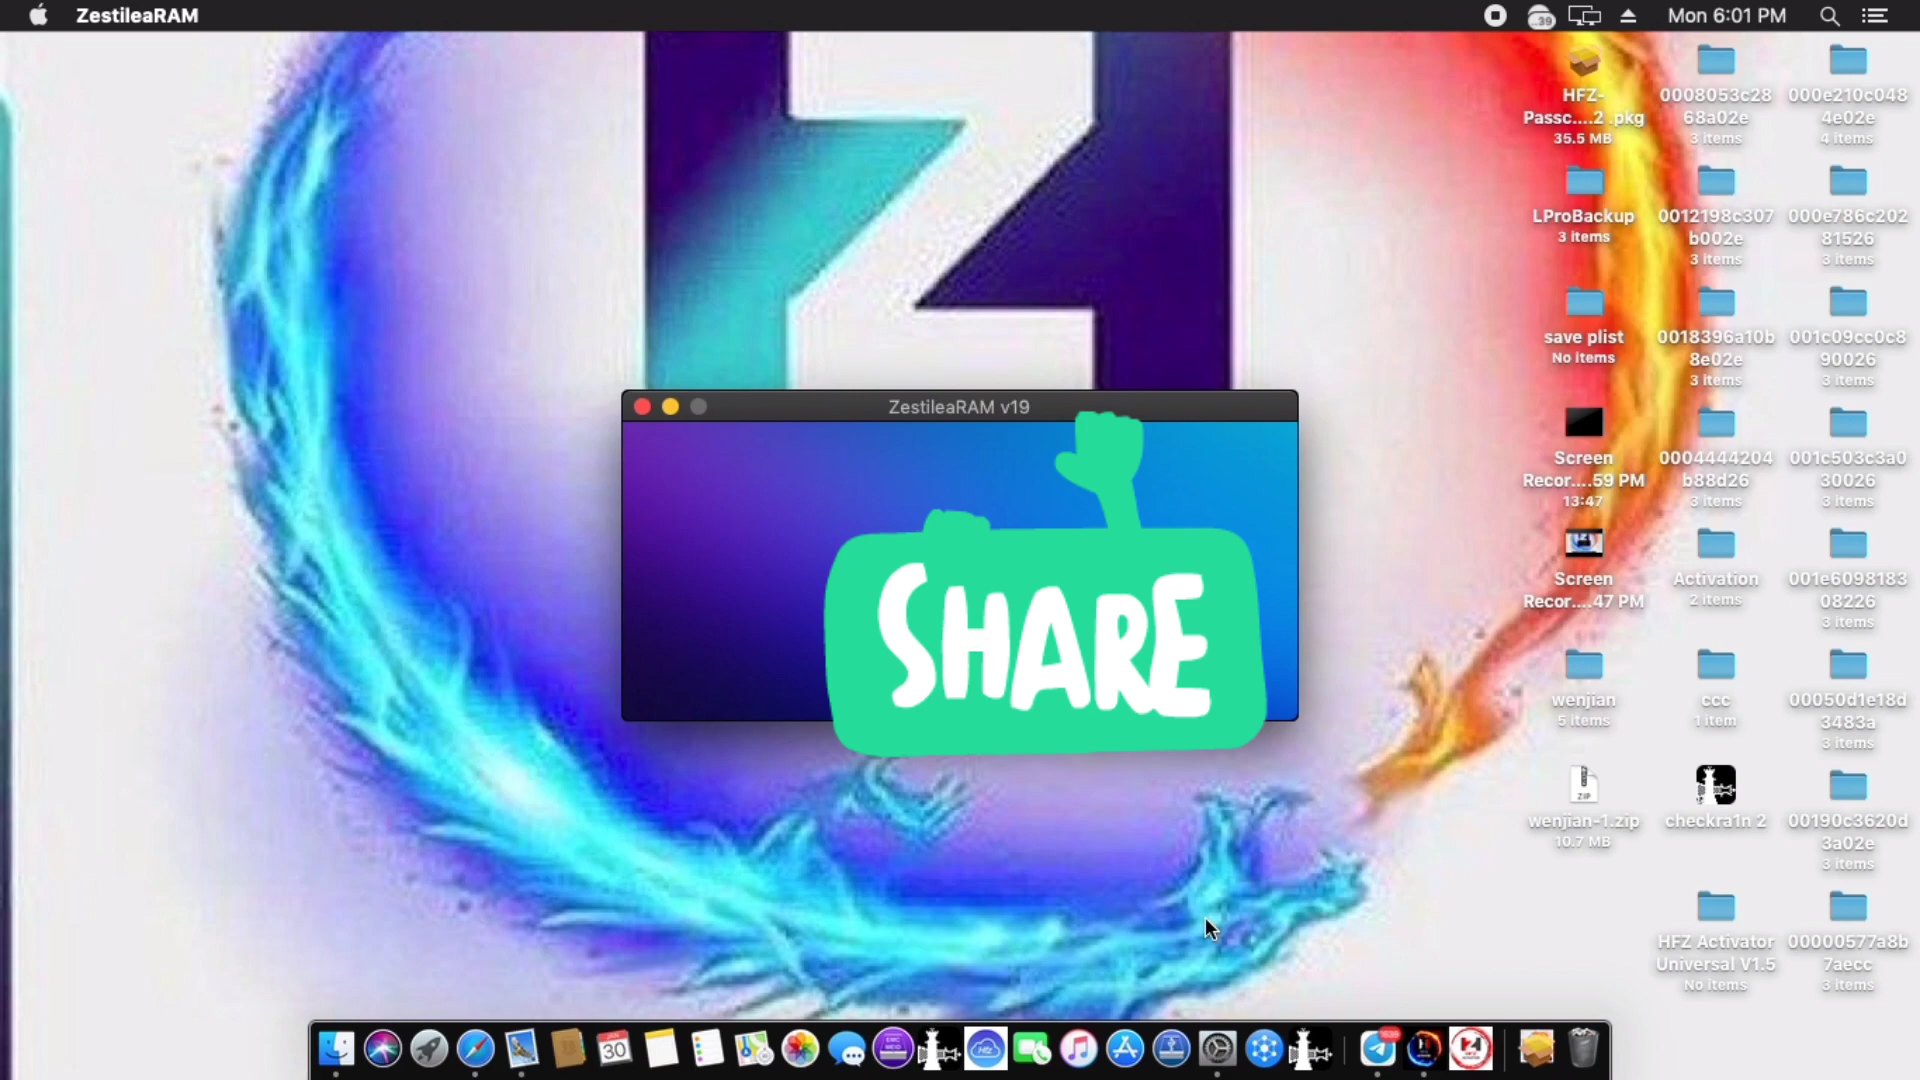 ZestileaRAM
39
Mon 6:01 PM
HFZ-
Passc....2 .pkg
35.5 MB
0008053c28
68a02e
3 items
000e210c048
4e02e
4 items
LProBackup
3 items
0012198c307
b002e
3 items
000e786c202
81526
3 items
save plist
No items
0018396a10b
8e02e
3 items
001c09cc0c8
90026
3 items
ZestileaRAM v19
SHARE
Screen
Recor....59 PM
13:47
0004444204
b88d26
3 items
001c503c3a0
30026
3 items
Screen
Recor....47 PM
Activation
2 items
001e6098183
08226
3 items
wenjian
5 items
ccc
1 item
00050d1e18d
3483a
3 items
ZIP
wenjian-1.zip
10.7 MB
checkra1n 2
00190c3620d
3a02e
3 items
HFZ Activator
Universal V1.5
No items
00000577a8b
7aecc
3 items
JAN
30